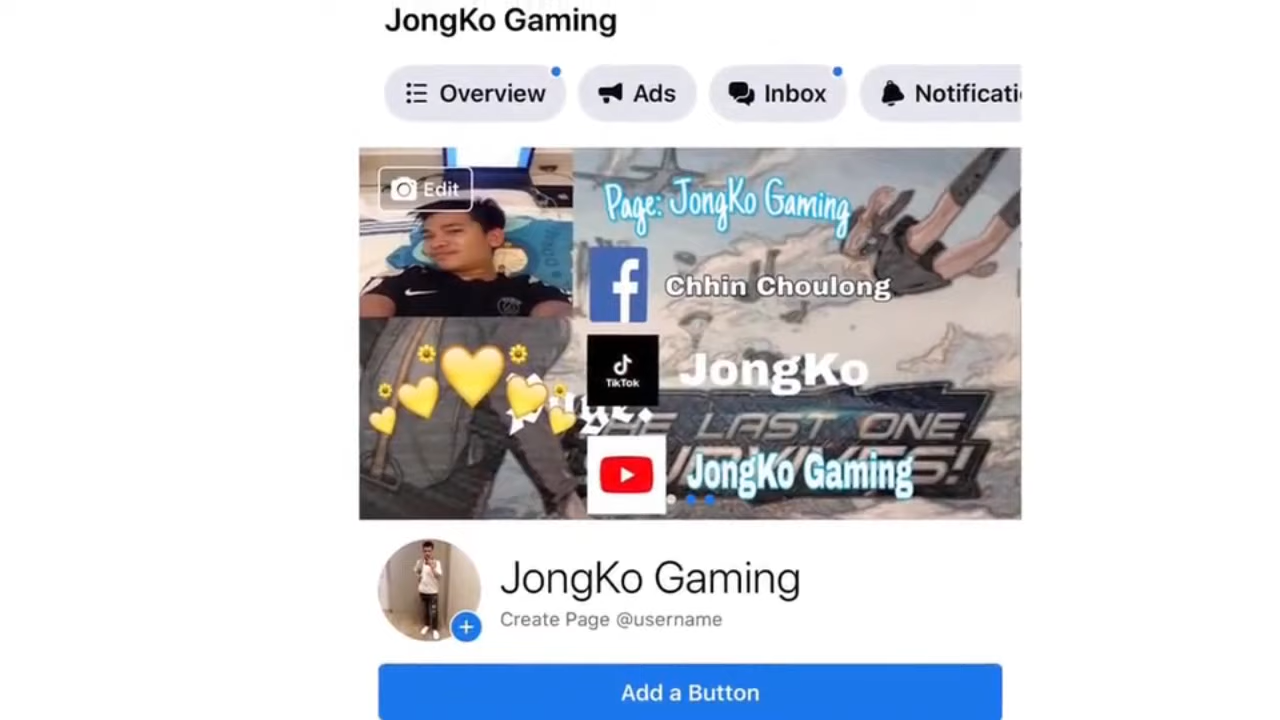 JongKo Gaming
Overview
Ads
Inbox
Notificati
Edit
Page: JongKo Gaming
Chhin Choulong
TikTok
JongKo
THE LAST ONE
SURVIVES!
JongKo Gaming
JongKo Gaming
Create Page @username
Add a Button